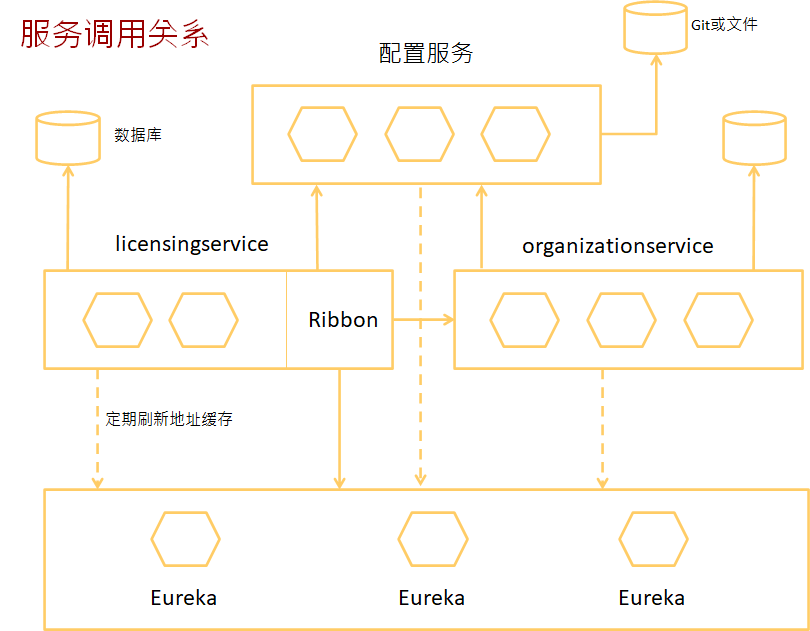 服务调用关系
Git或文件
配置服务
数据库
licensingservice
organizationservice
Ribbon
定期刷新地址缓存
Eureka
Eureka
Eureka